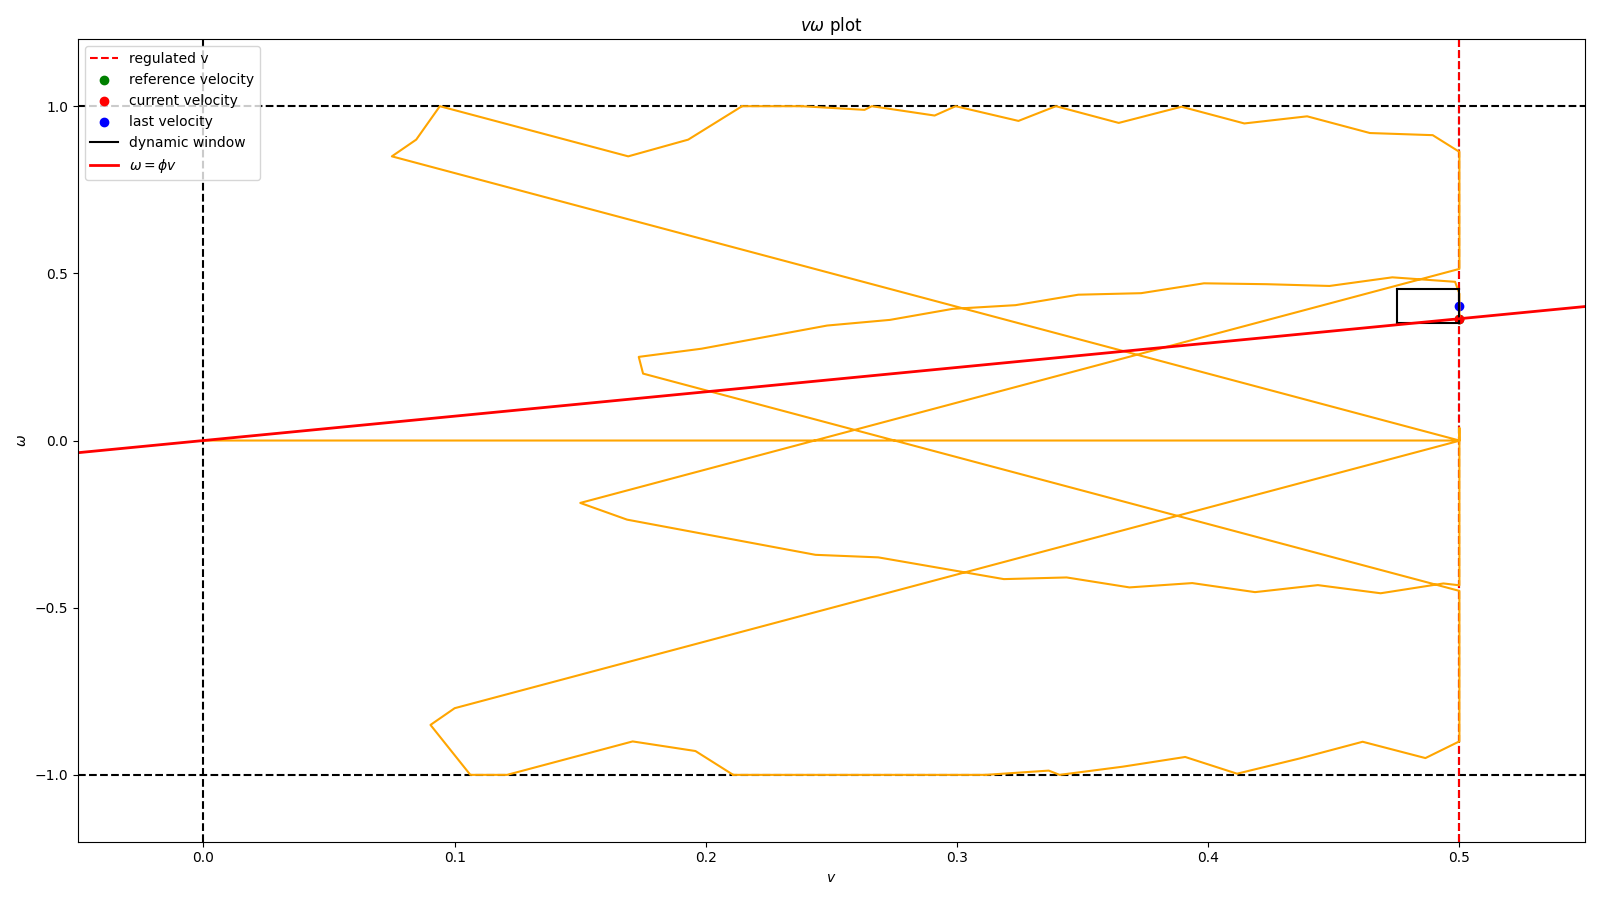 vω plot
regulated v
reference velocity
current velocity
last velocity
dynamic window
ω = ϕv
1.0
0.5
0.0
−0.5
−1.0
ω
0.0 0.1 0.2 0.3 0.4 0.5
v